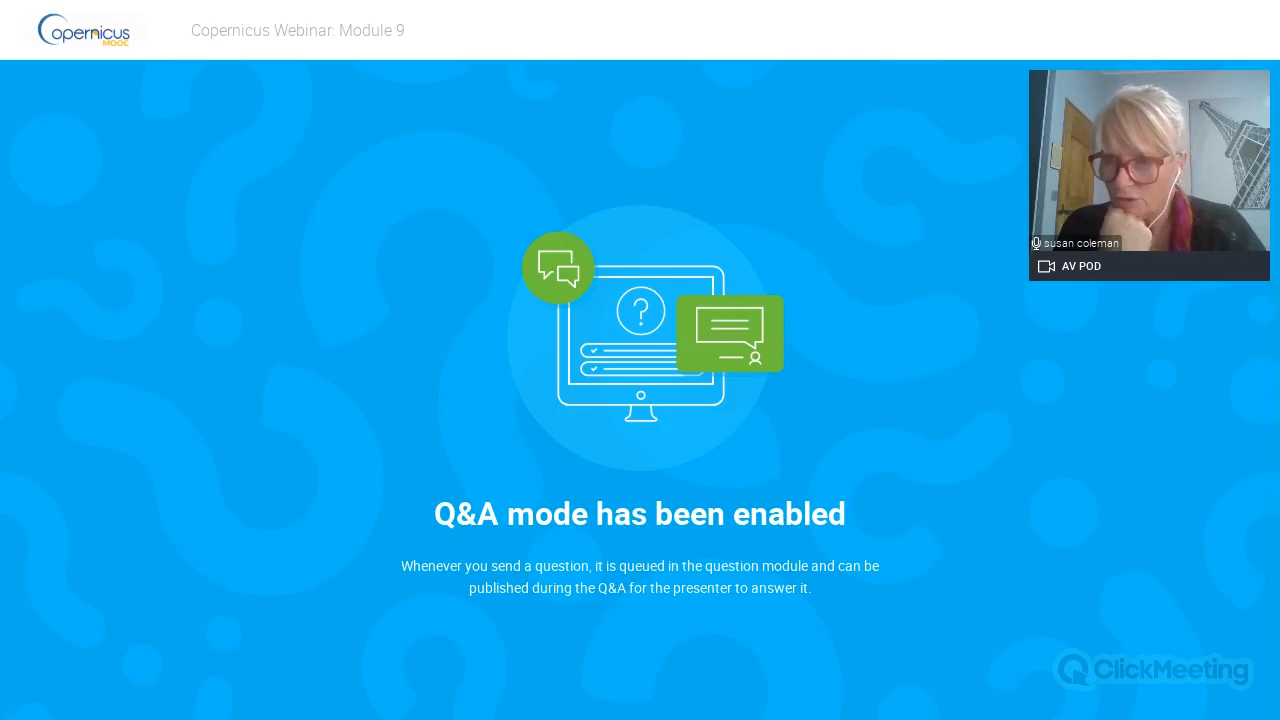 Copernicus
MOOC
Copernicus Webinar: Module 9
susan coleman
AV POD
Q&A mode has been enabled
Whenever you send a question, it is queued in the question module and can be
published during the Q&A for the presenter to answer it.
ClickMeeting